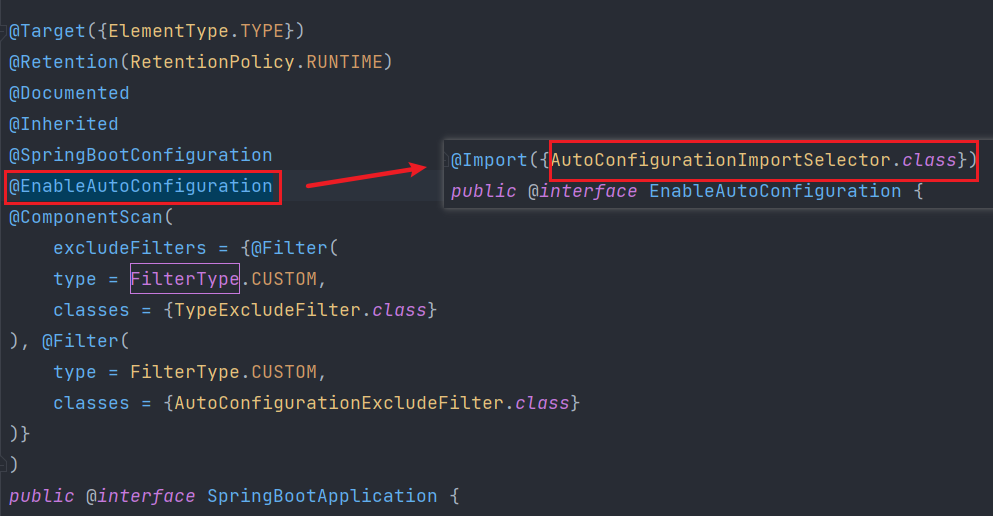 @Target({ElementType.TYPE})
@Retention(RetentionPolicy.RUNTIME)
@Documented
@Inherited
@SpringBootConfiguration
@EnableAutoConfiguration
@ComponentScan(
    excludeFilters = {@Filter(
    type = FilterType.CUSTOM,
    classes = {TypeExcludeFilter.class}
), @Filter(
    type = FilterType.CUSTOM,
    classes = {AutoConfigurationExcludeFilter.class}
)}
)
public @interface SpringBootApplication {
@Import({AutoConfigurationImportSelector.class})
public @interface EnableAutoConfiguration {